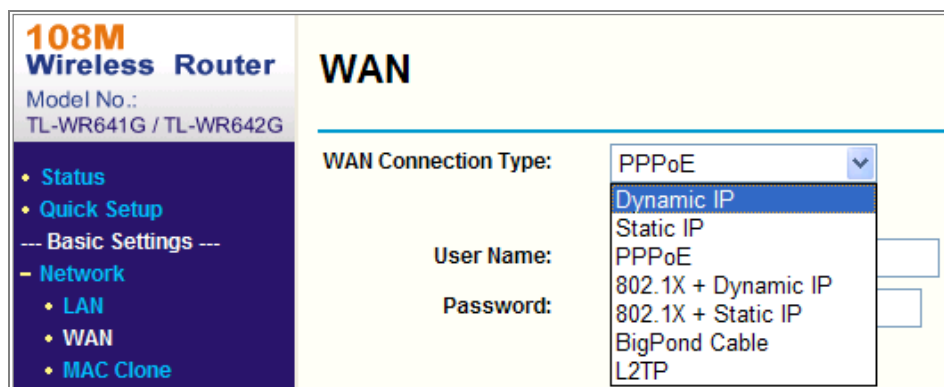 108M
Wireless Router
Model No.:
TL-WR641G / TL-WR642G
• Status
• Quick Setup
--- Basic Settings ---
– Network
• LAN
• WAN
• MAC Clone
WAN
WAN Connection Type: PPPoE
Dynamic IP
Static IP
PPPoE
802.1X + Dynamic IP
802.1X + Static IP
BigPond Cable
L2TP
User Name:
Password: